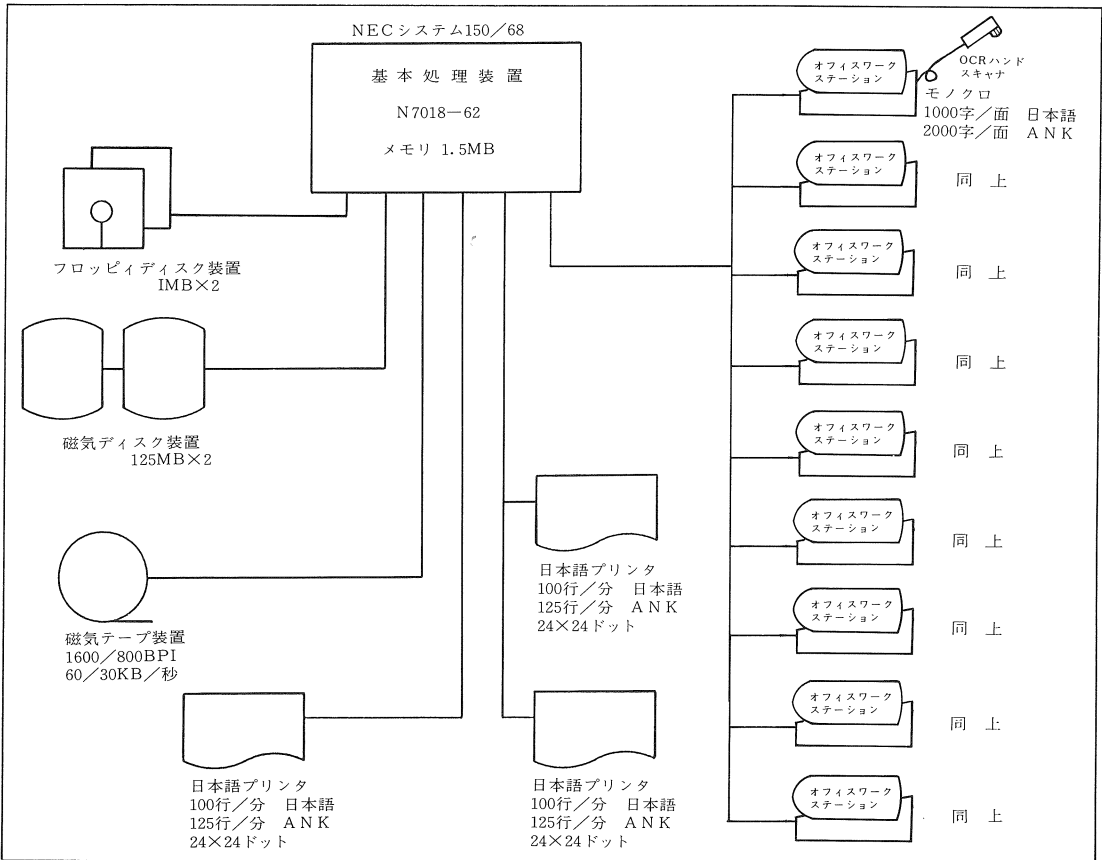 NECシステム150／68
基本処理装置
N7018－62
メモリ 1.5MB
フロッピィディスク装置
1MB×2
磁気ディスク装置
125MB×2
磁気テープ装置
1600／800BPI
60／30KB／秒
日本語プリンタ
100行／分 日本語
125行／分 ANK
24×24ドット
日本語プリンタ
100行／分 日本語
125行／分 ANK
24×24ドット
日本語プリンタ
100行／分 日本語
125行／分 ANK
24×24ドット
オフィスワーク
ステーション
OCRハンド
スキャナ
モノクロ
1000字／面 日本語
2000字／面 ANK
オフィスワーク
ステーション
同上
オフィスワーク
ステーション
同上
オフィスワーク
ステーション
同上
オフィスワーク
ステーション
同上
オフィスワーク
ステーション
同上
オフィスワーク
ステーション
同上
オフィスワーク
ステーション
同上
オフィスワーク
ステーション
同上